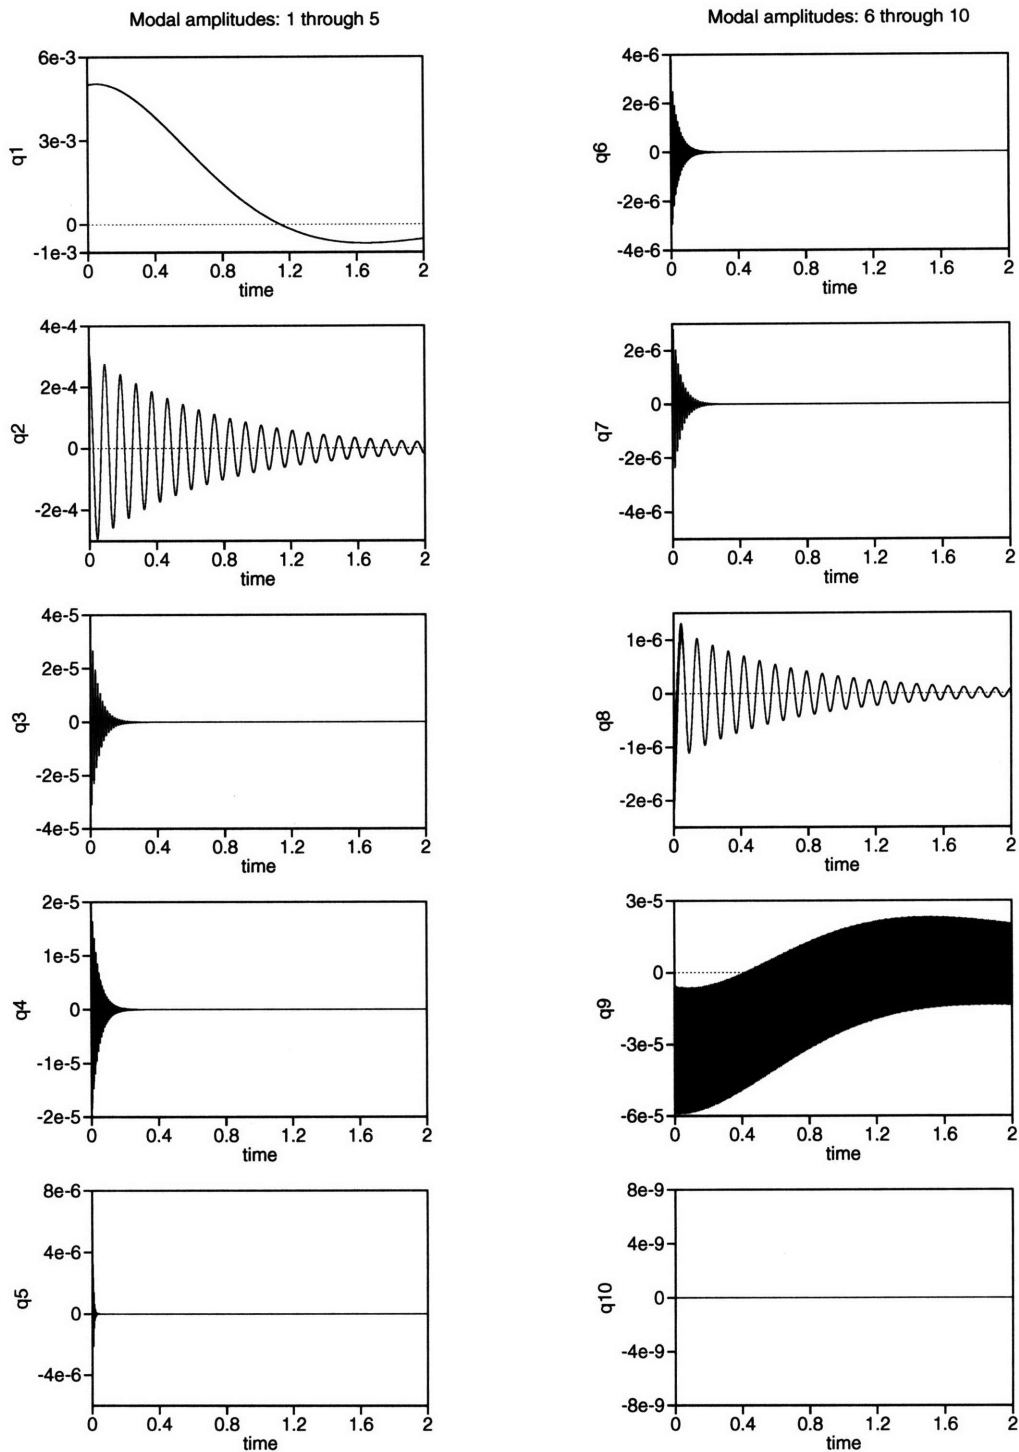 Modal amplitudes: 1 through 5
6e-3
3e-3
0
-1e-3
q1
0 0.4 0.8 1.2 1.6 2
time
4e-4
2e-4
0
-2e-4
q2
0 0.4 0.8 1.2 1.6 2
time
4e-5
2e-5
0
-2e-5
-4e-5
q3
0 0.4 0.8 1.2 1.6 2
time
2e-5
1e-5
0
-1e-5
-2e-5
q4
0 0.4 0.8 1.2 1.6 2
time
8e-6
4e-6
0
-4e-6
q5
0 0.4 0.8 1.2 1.6 2
time
Modal amplitudes: 6 through 10
4e-6
2e-6
0
-2e-6
-4e-6
q6
0 0.4 0.8 1.2 1.6 2
time
2e-6
0
-2e-6
-4e-6
q7
0 0.4 0.8 1.2 1.6 2
time
1e-6
0
-1e-6
-2e-6
q8
0 0.4 0.8 1.2 1.6 2
time
3e-5
0
-3e-5
-6e-5
q9
0 0.4 0.8 1.2 1.6 2
time
8e-9
4e-9
0
-4e-9
-8e-9
q10
0 0.4 0.8 1.2 1.6 2
time